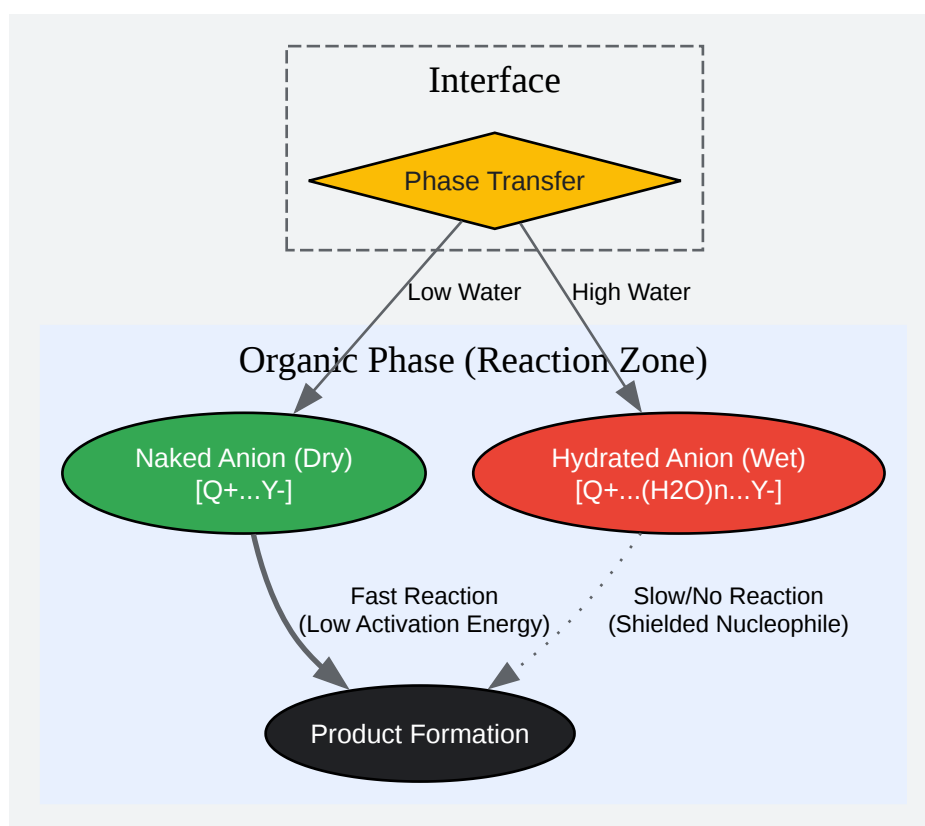 Interface
Phase Transfer
Low Water
High Water
Organic Phase (Reaction Zone)
Naked Anion (Dry)
[Q+...Y-]
Hydrated Anion (Wet)
[Q+...(H2O)n...Y-]
Fast Reaction
(Low Activation Energy)
Slow/No Reaction
(Shielded Nucleophile)
Product Formation